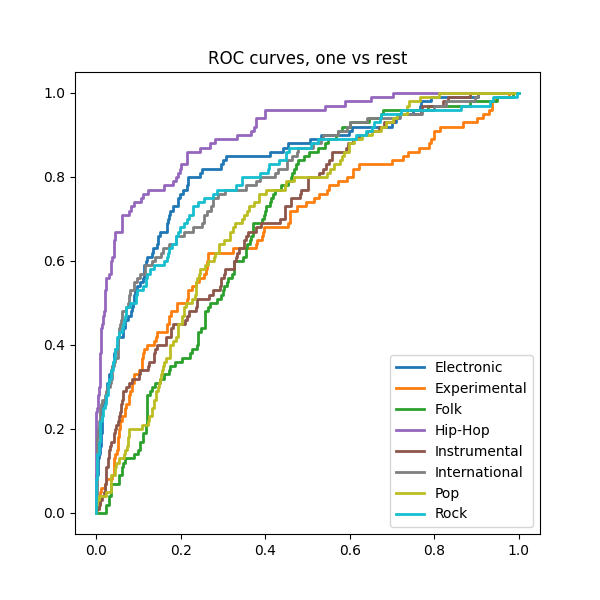 ROC curves, one vs rest
1.0
0.8
0.6
0.4
0.2
0.0
0.0 0.2 0.4 0.6 0.8 1.0
Electronic
Experimental
Folk
Hip-Hop
Instrumental
International
Pop
Rock